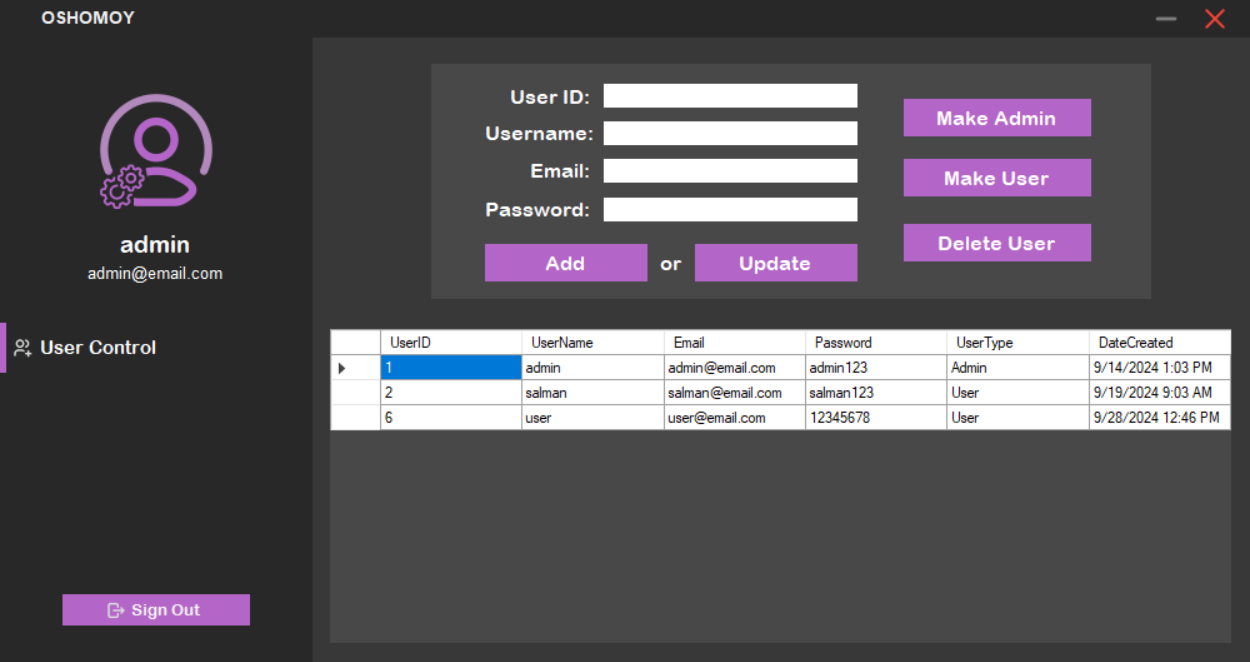 OSHOMOY
admin
admin@email.com
User Control
Sign Out
User ID:
Username:
Email:
Password:
Add or Update
Make Admin
Make User
Delete User
UserID UserName Email Password UserType DateCreated
1 admin admin@email.com admin123 Admin 9/14/2024 1:03 PM
2 salman salman@email.com salman123 User 9/19/2024 9:03 AM
6 user user@email.com 12345678 User 9/28/2024 12:46 PM